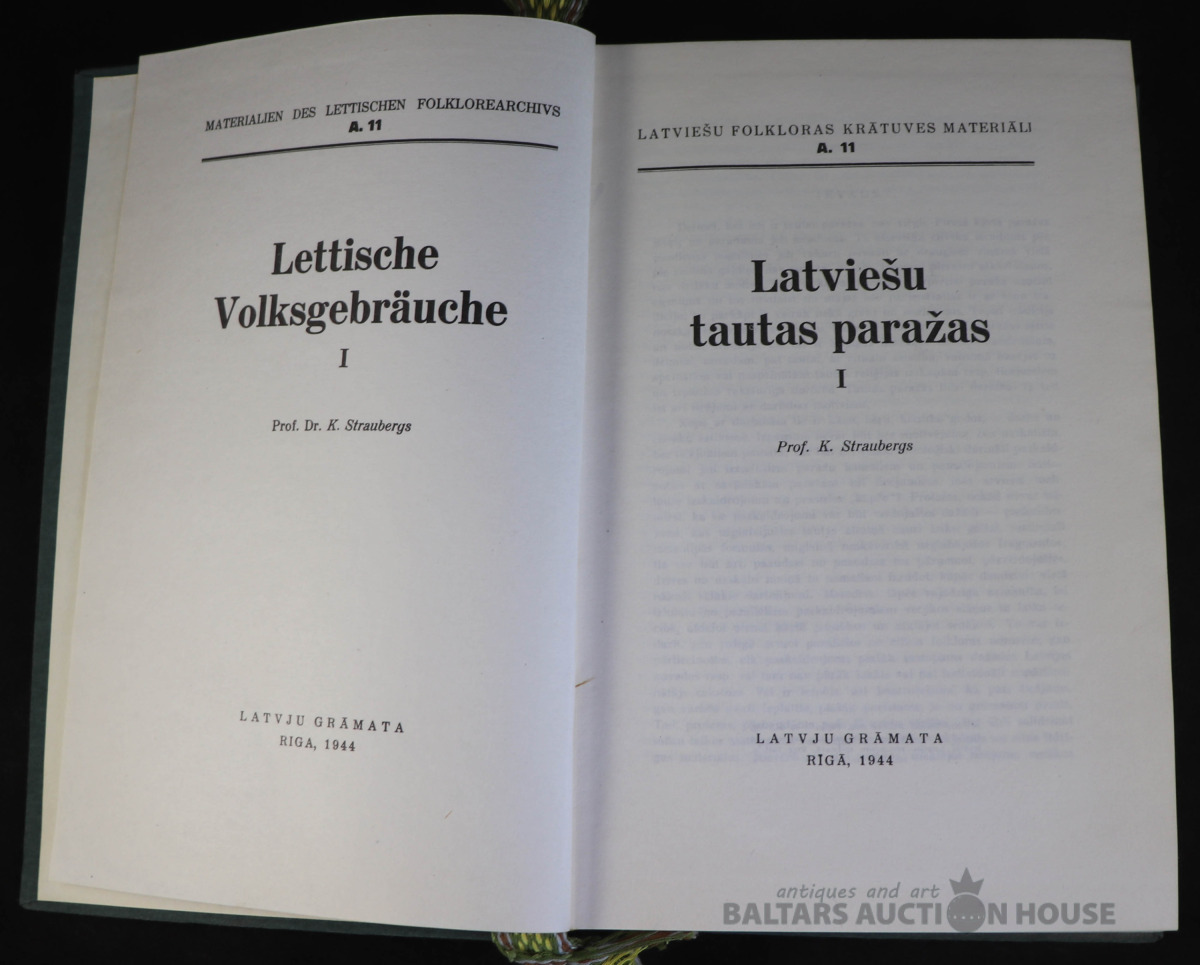 MATERIALIEN DES LETTISCHEN FOLKLOREARCHIVS
A. 11
Lettische
Volksgebräuche
I
Prof. Dr. K. Straubergs
LATVJU GRĀMATA
RIGA, 1944
LATVIEŠU FOLKLORAS KRĀTUVES MATERIĀLI
A. 11
Latviešu
tautas paražas
I
Prof. K. Straubergs
LATVJU GRĀMATA
RĪGĀ, 1944
antiques and art
BALTARS AUCTION HOUSE